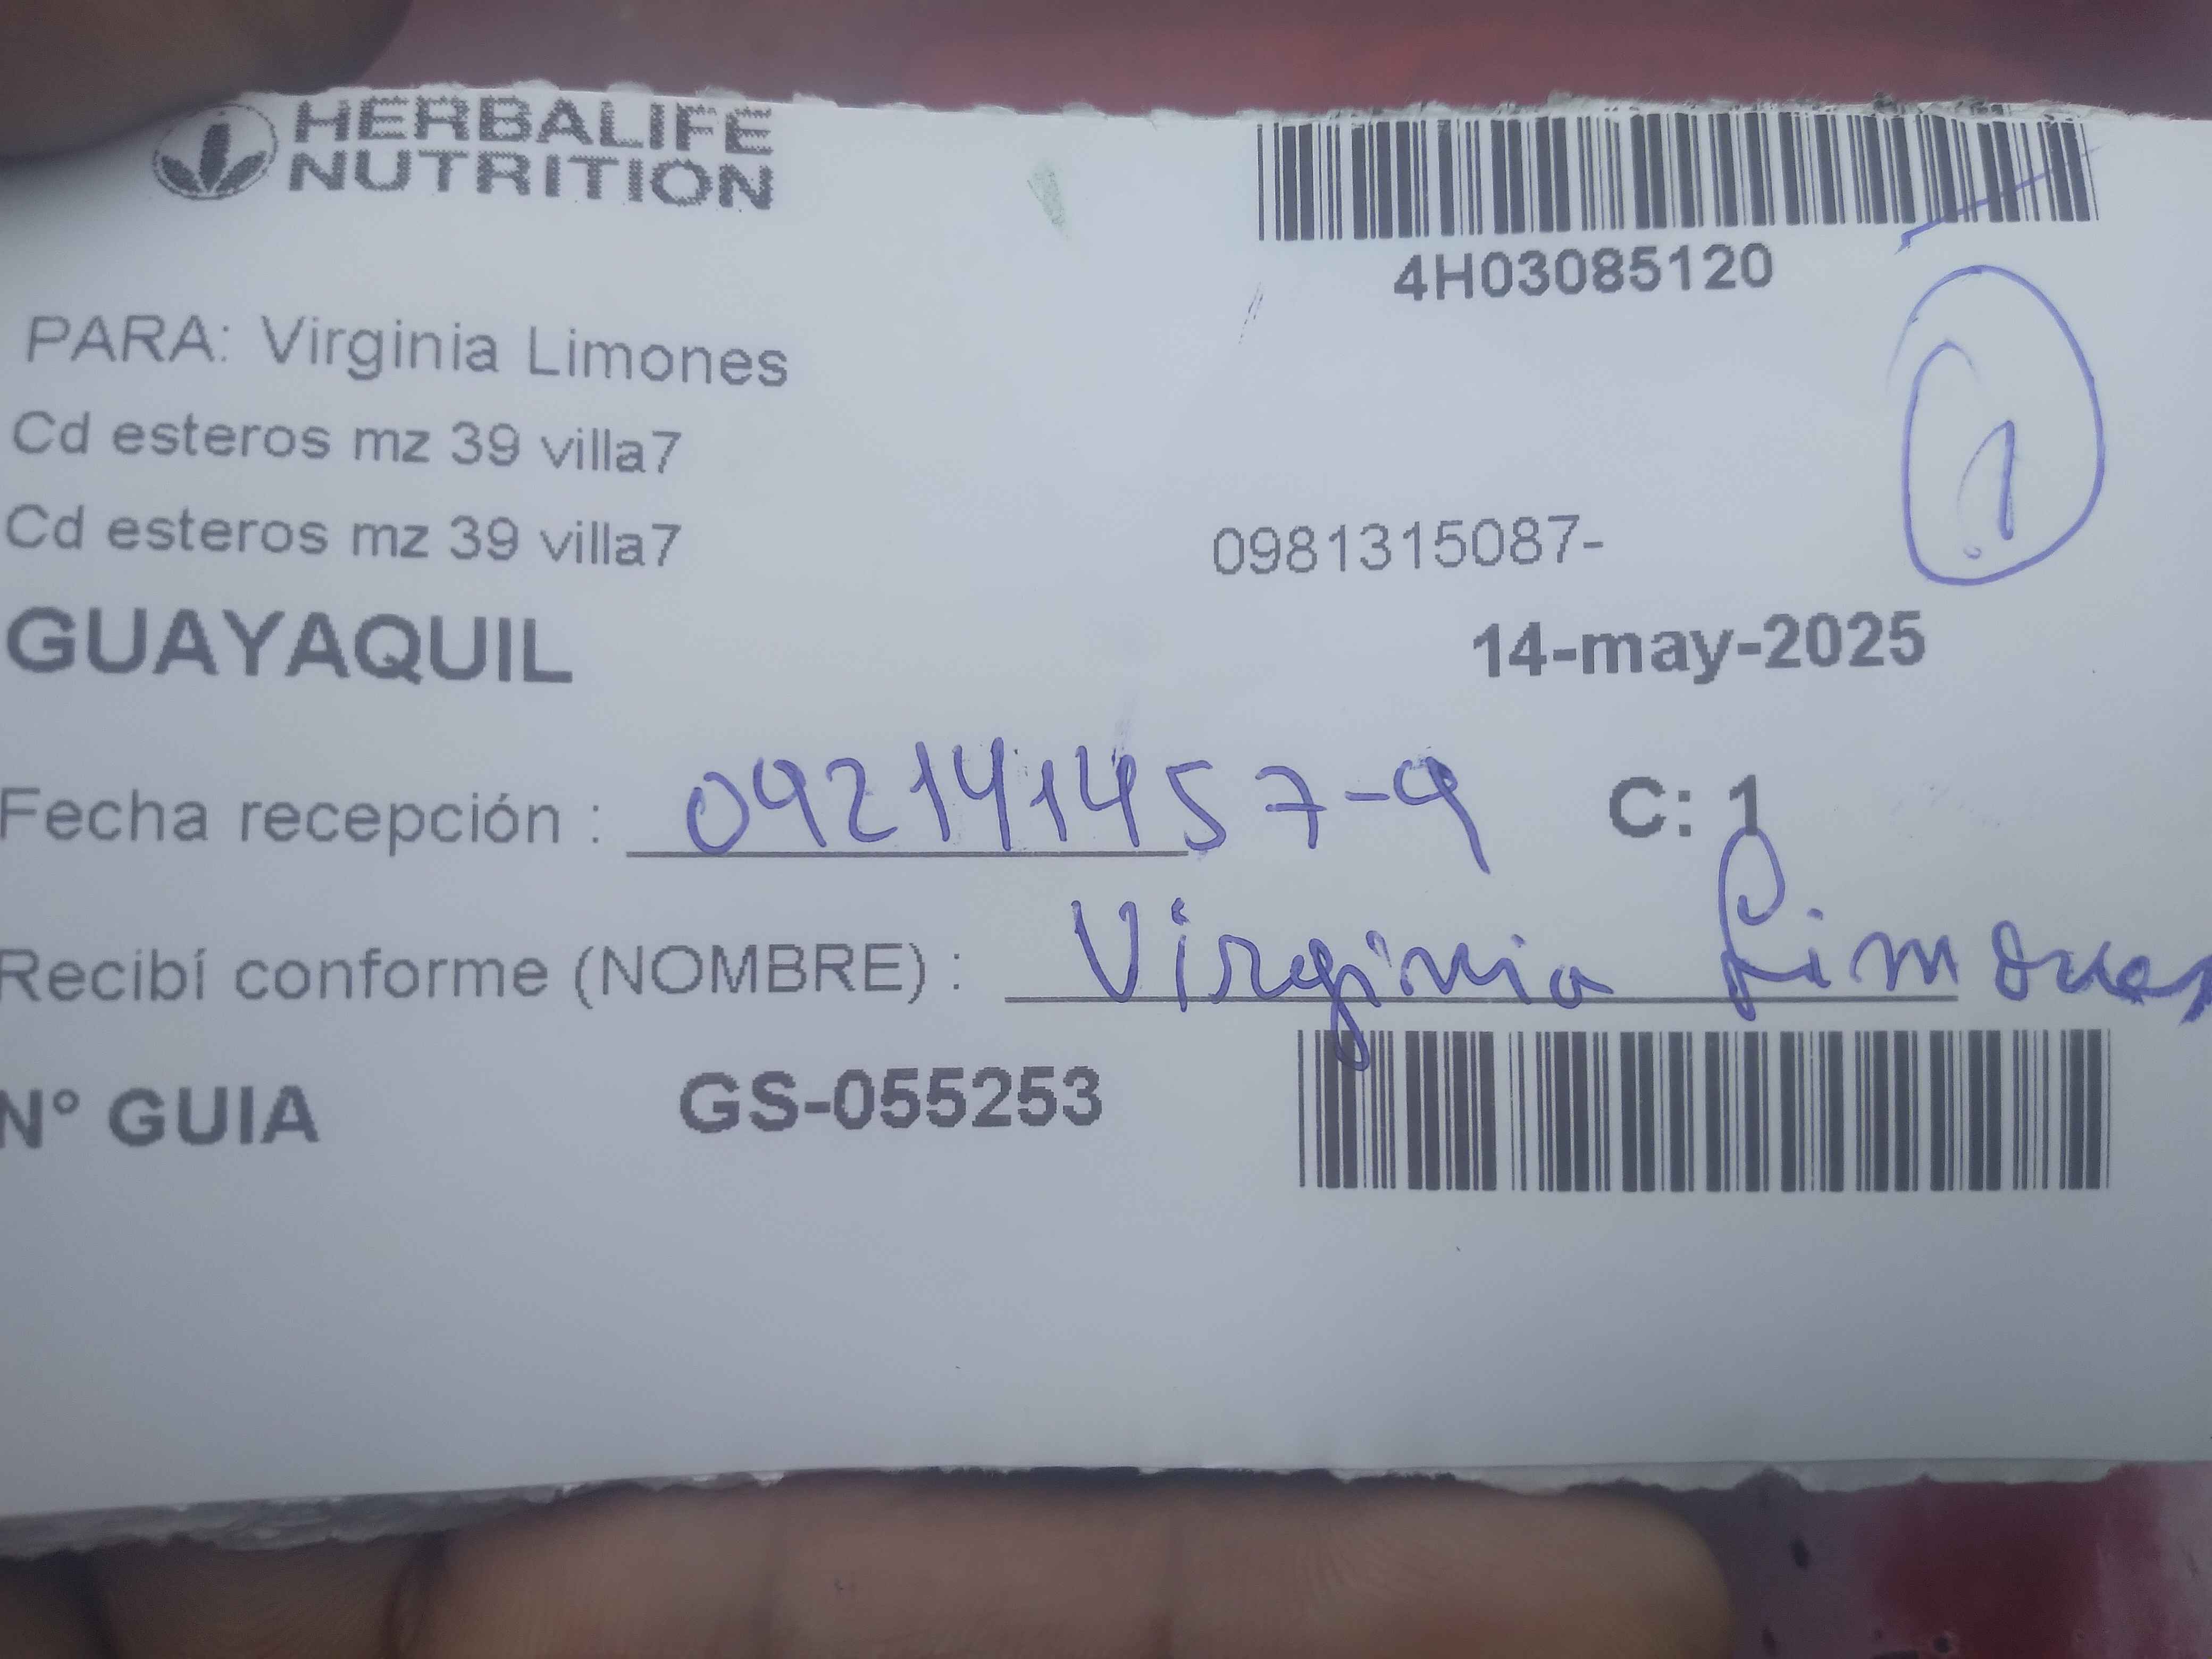 HERBALIFE
NUTRITION
4H03085120
PARA: Virginia Limones
Cd esteros mz 39 villa7
Cd esteros mz 39 villa7
0981315087-
1
GUAYAQUIL
14-may-2025
Fecha recepción : 092141457-9
C: 1
Recibí conforme (NOMBRE) : Virginia Limones
N° GUIA GS-055253